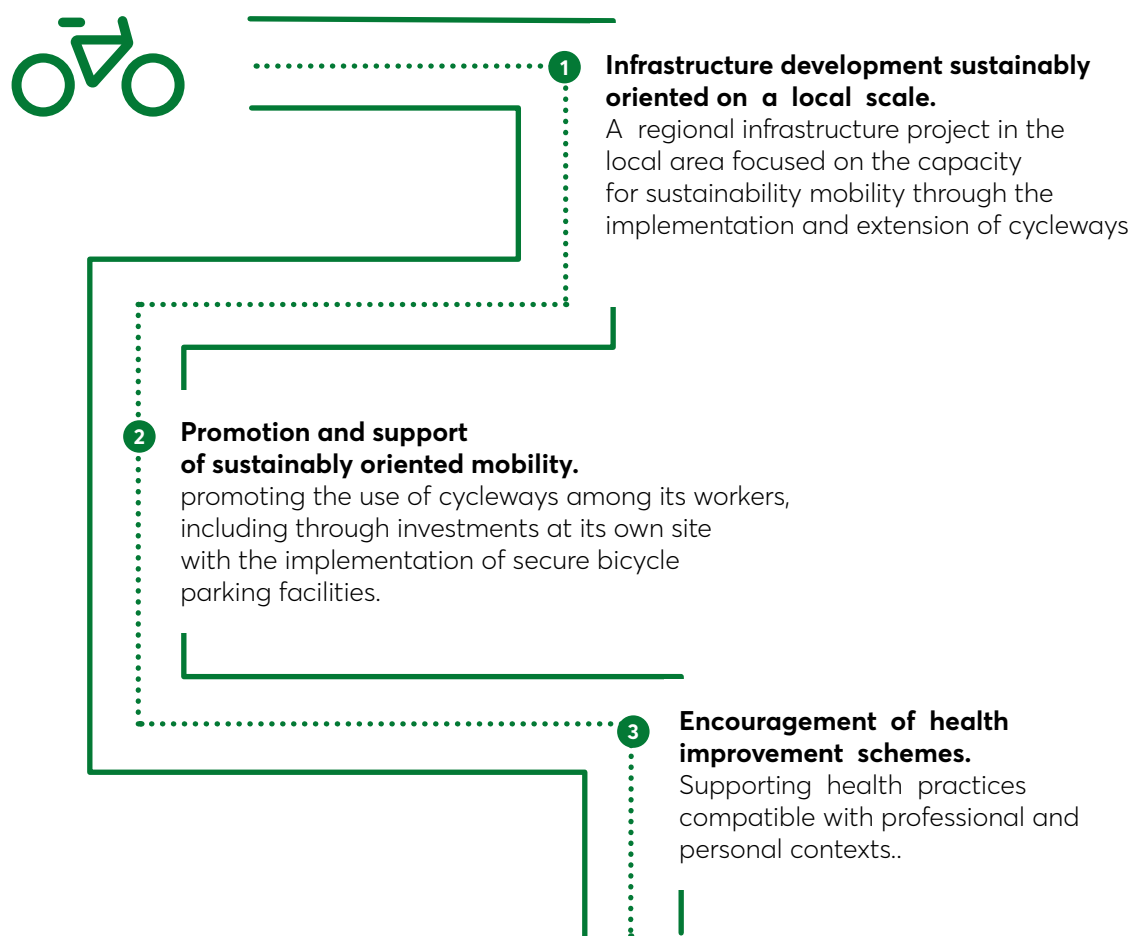 1
Infrastructure development sustainably
oriented on a local scale.
A regional infrastructure project in the
local area focused on the capacity
for sustainability mobility through the
implementation and extension of cycleways
2
Promotion and support
of sustainably oriented mobility.
promoting the use of cycleways among its workers,
including through investments at its own site
with the implementation of secure bicycle
parking facilities.
3
Encouragement of health
improvement schemes.
Supporting health practices
compatible with professional and
personal contexts..